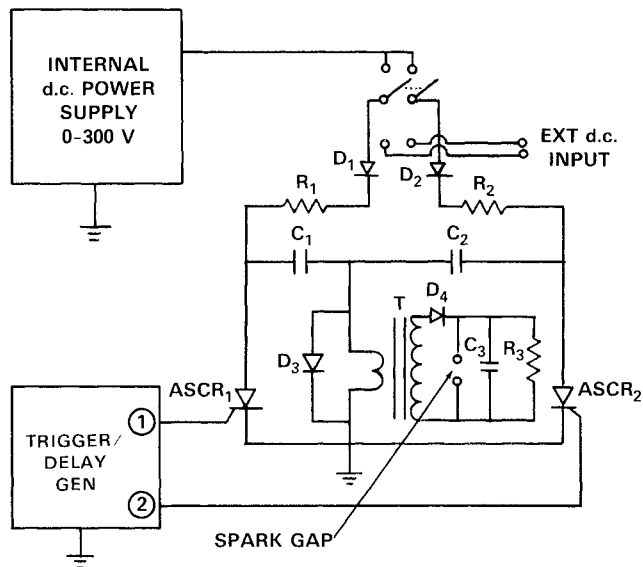 INTERNAL
d.c. POWER
SUPPLY
0-300 V
EXT d.c.
INPUT
D1
D2
R1
R2
C1
C2
T
D4
D3
C3
R3
ASCR1
ASCR2
TRIGGER/
DELAY
GEN
1
2
SPARK GAP